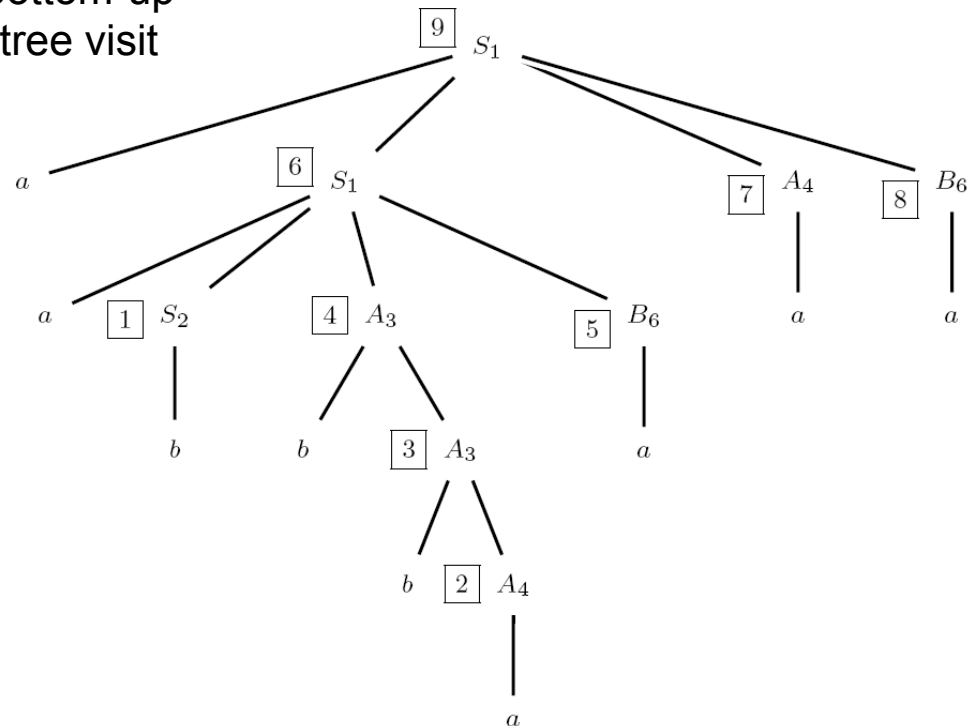 bottom-up
tree visit
9 S₁
a 6 S₁ 7 A₄ 8 B₆
a 1 S₂ 4 A₃ 5 B₆ a a
b b 3 A₃ a
b 2 A₄
a